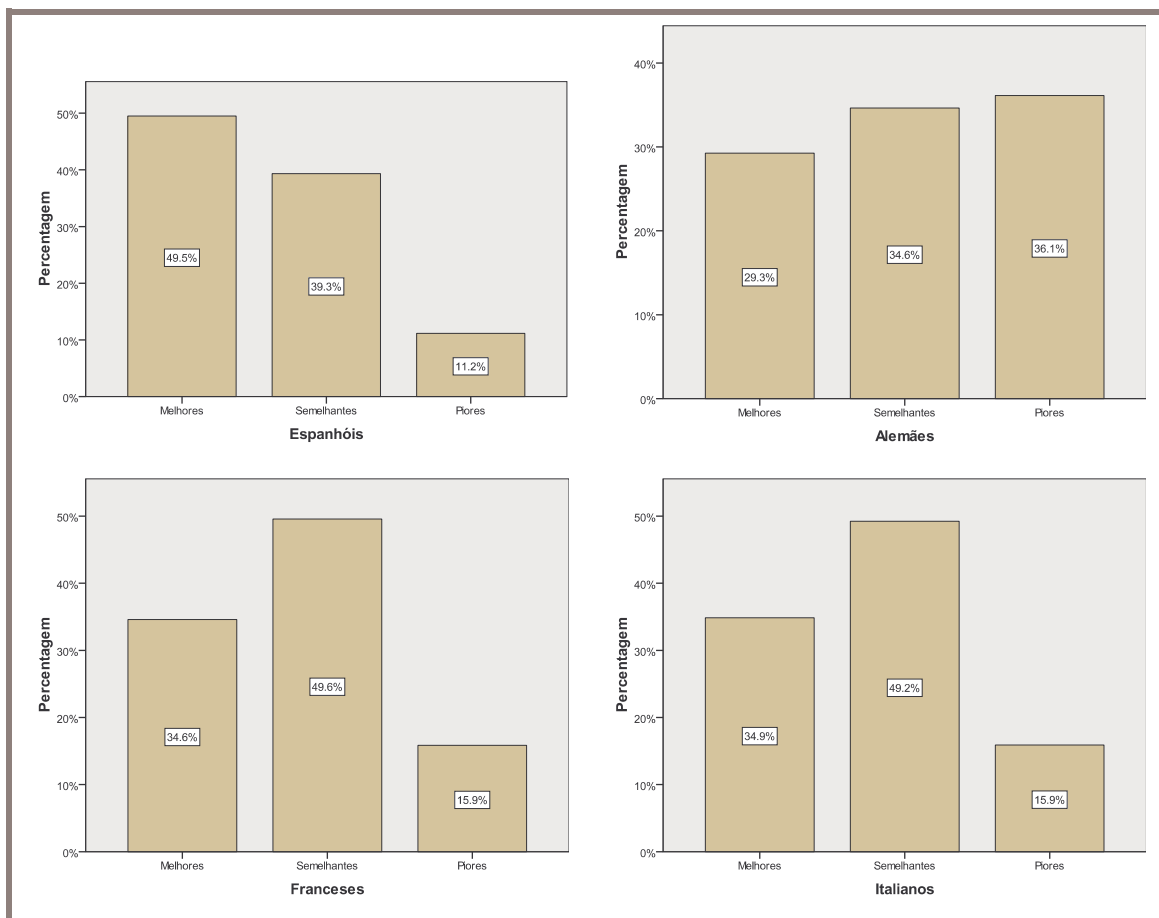 Percentagem
50%
40%
30%
20%
10%
0%
49.5%
39.3%
11.2%
Melhores Semelhantes Piores
Espanhóis
Percentagem
40%
30%
20%
10%
0%
29.3%
34.6%
36.1%
Melhores Semelhantes Piores
Alemães
Percentagem
50%
40%
30%
20%
10%
0%
34.6%
49.6%
15.9%
Melhores Semelhantes Piores
Franceses
Percentagem
50%
40%
30%
20%
10%
0%
34.9%
49.2%
15.9%
Melhores Semelhantes Piores
Italianos